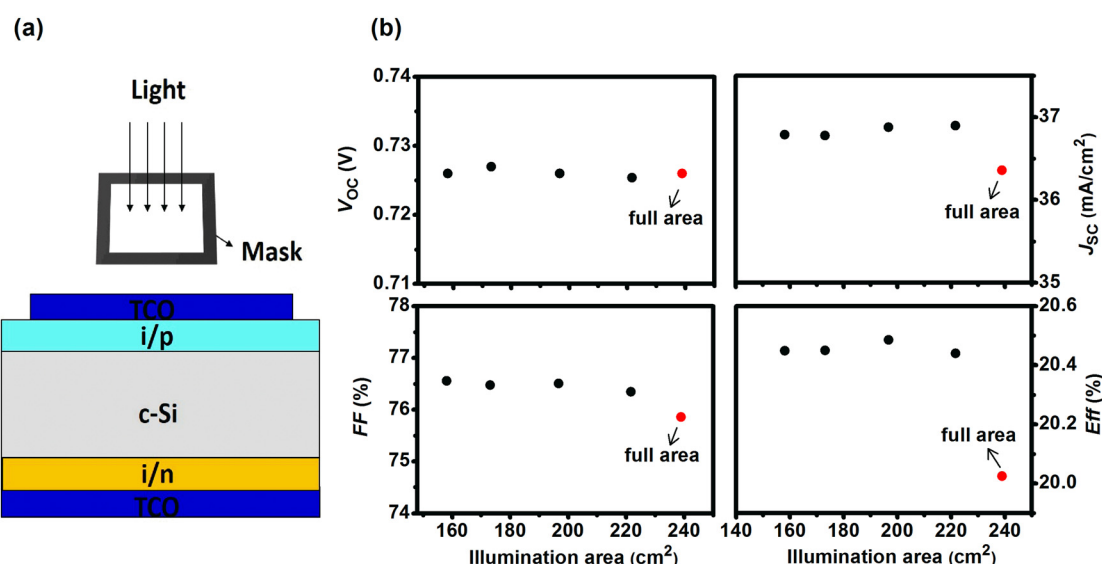 (a)
Light
Mask
TCO
i/p
c-Si
i/n
TCO
(b)
0.74
0.73
0.72
0.71
VOC (V)
full area
37
36
35
JSC (mA/cm2)
full area
78
77
76
75
74
FF (%)
full area
160 180 200 220 240
Illumination area (cm2)
20.6
20.4
20.2
20.0
Eff (%)
full area
140 160 180 200 220 240
Illumination area (cm2)